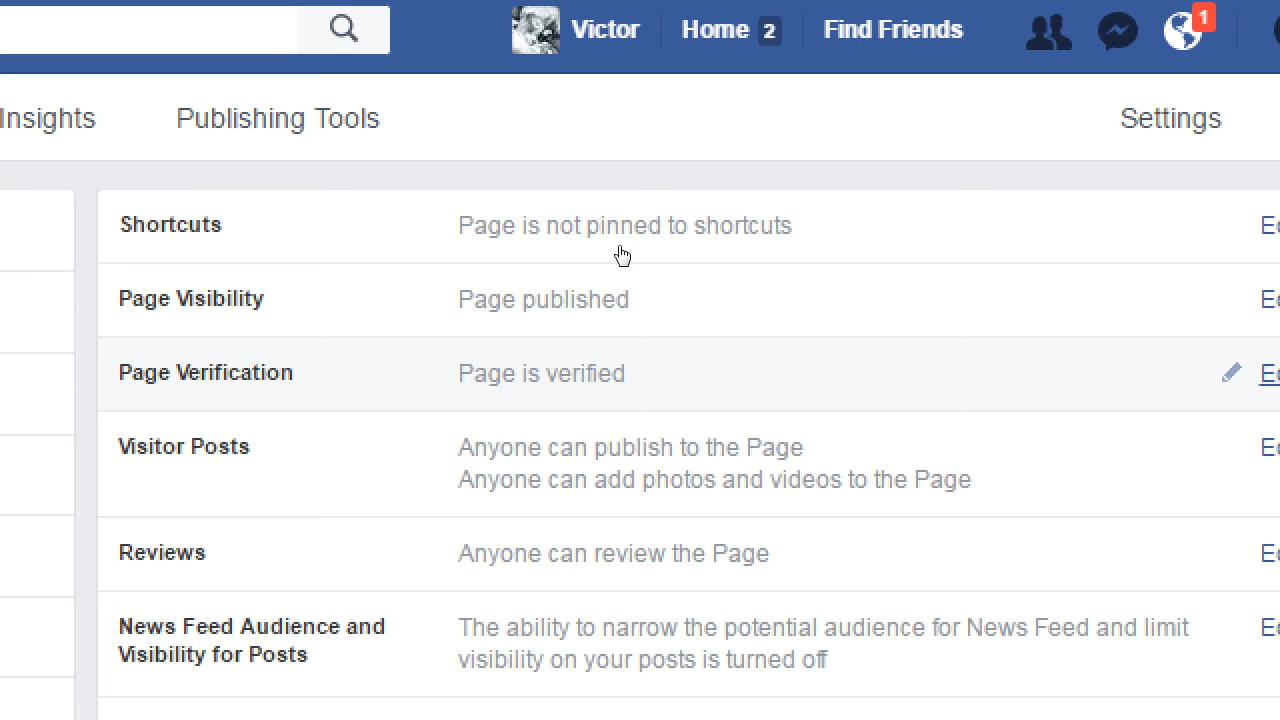 Victor Home 2 Find Friends 1
Insights Publishing Tools Settings
Shortcuts Page is not pinned to shortcuts
Page Visibility Page published
Page Verification Page is verified
Visitor Posts Anyone can publish to the Page
Anyone can add photos and videos to the Page
Reviews Anyone can review the Page
News Feed Audience and The ability to narrow the potential audience for News Feed and limit
Visibility for Posts visibility on your posts is turned off